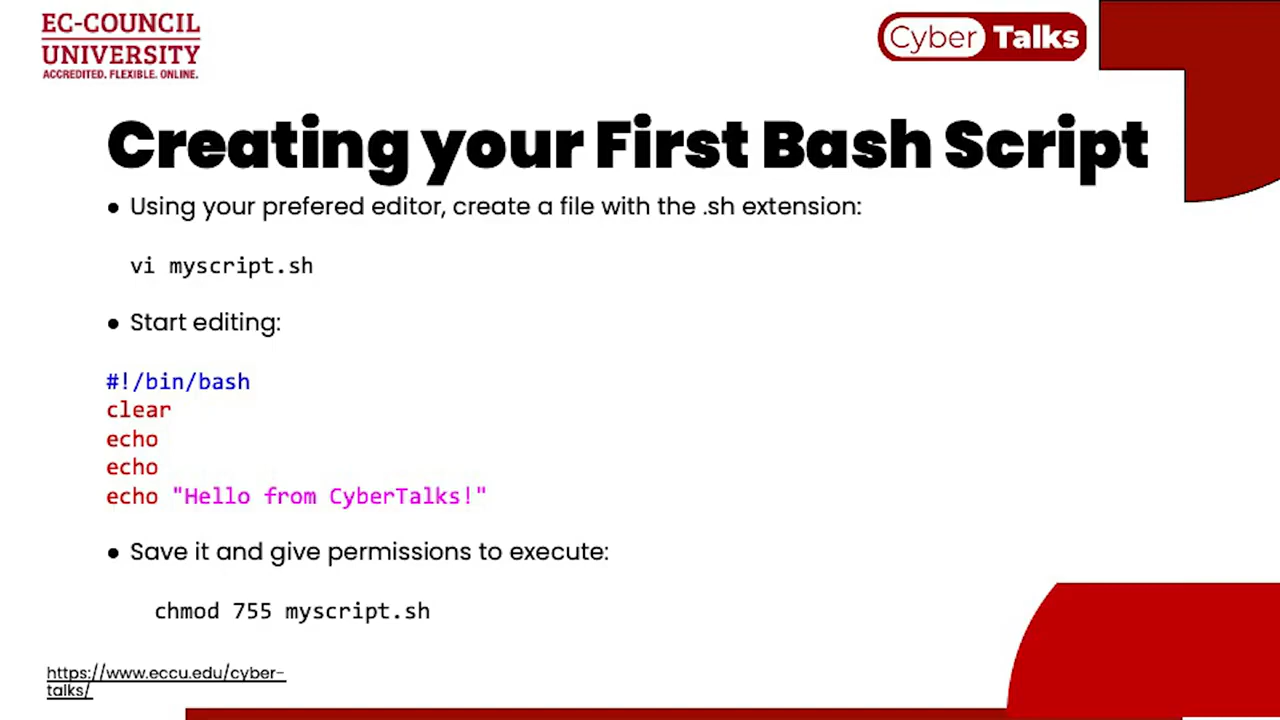 EC-COUNCIL
UNIVERSITY
ACCREDITED. FLEXIBLE. ONLINE.
Cyber Talks
Creating your First Bash Script
● Using your prefered editor, create a file with the .sh extension:
vi myscript.sh
● Start editing:
#!/bin/bash
clear
echo
echo
echo "Hello from CyberTalks!"
● Save it and give permissions to execute:
chmod 755 myscript.sh
https://www.eccu.edu/cyber-
talks/